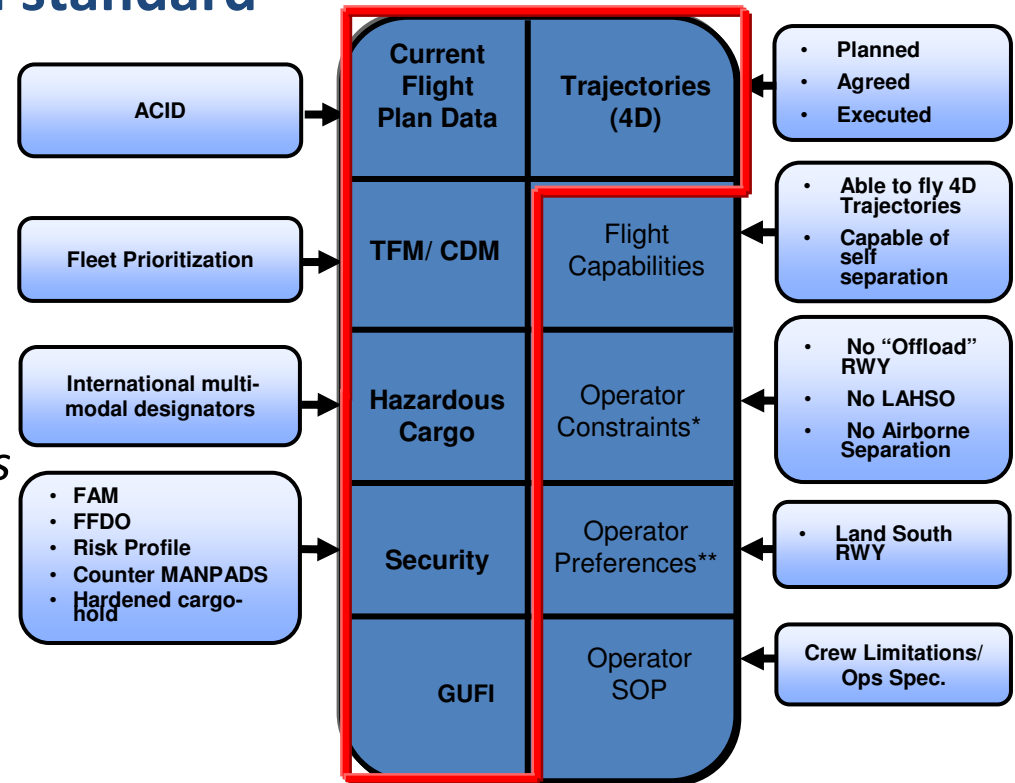 standard
ACID
Current
Flight
Plan Data
Trajectories
(4D)
• Planned
• Agreed
• Executed
Fleet Prioritization
TFM/ CDM
Flight
Capabilities
• Able to fly 4D
Trajectories
• Capable of
self
separation
International multi-
modal designators
Hazardous
Cargo
Operator
Constraints*
• No “Offload”
RWY
• No LAHSO
• No Airborne
Separation
s
• FAM
• FFDO
• Risk Profile
• Counter MANPADS
• Hardened cargo-
hold
Security
Operator
Preferences**
• Land South
RWY
GUFI
Operator
SOP
Crew Limitations/
Ops Spec.